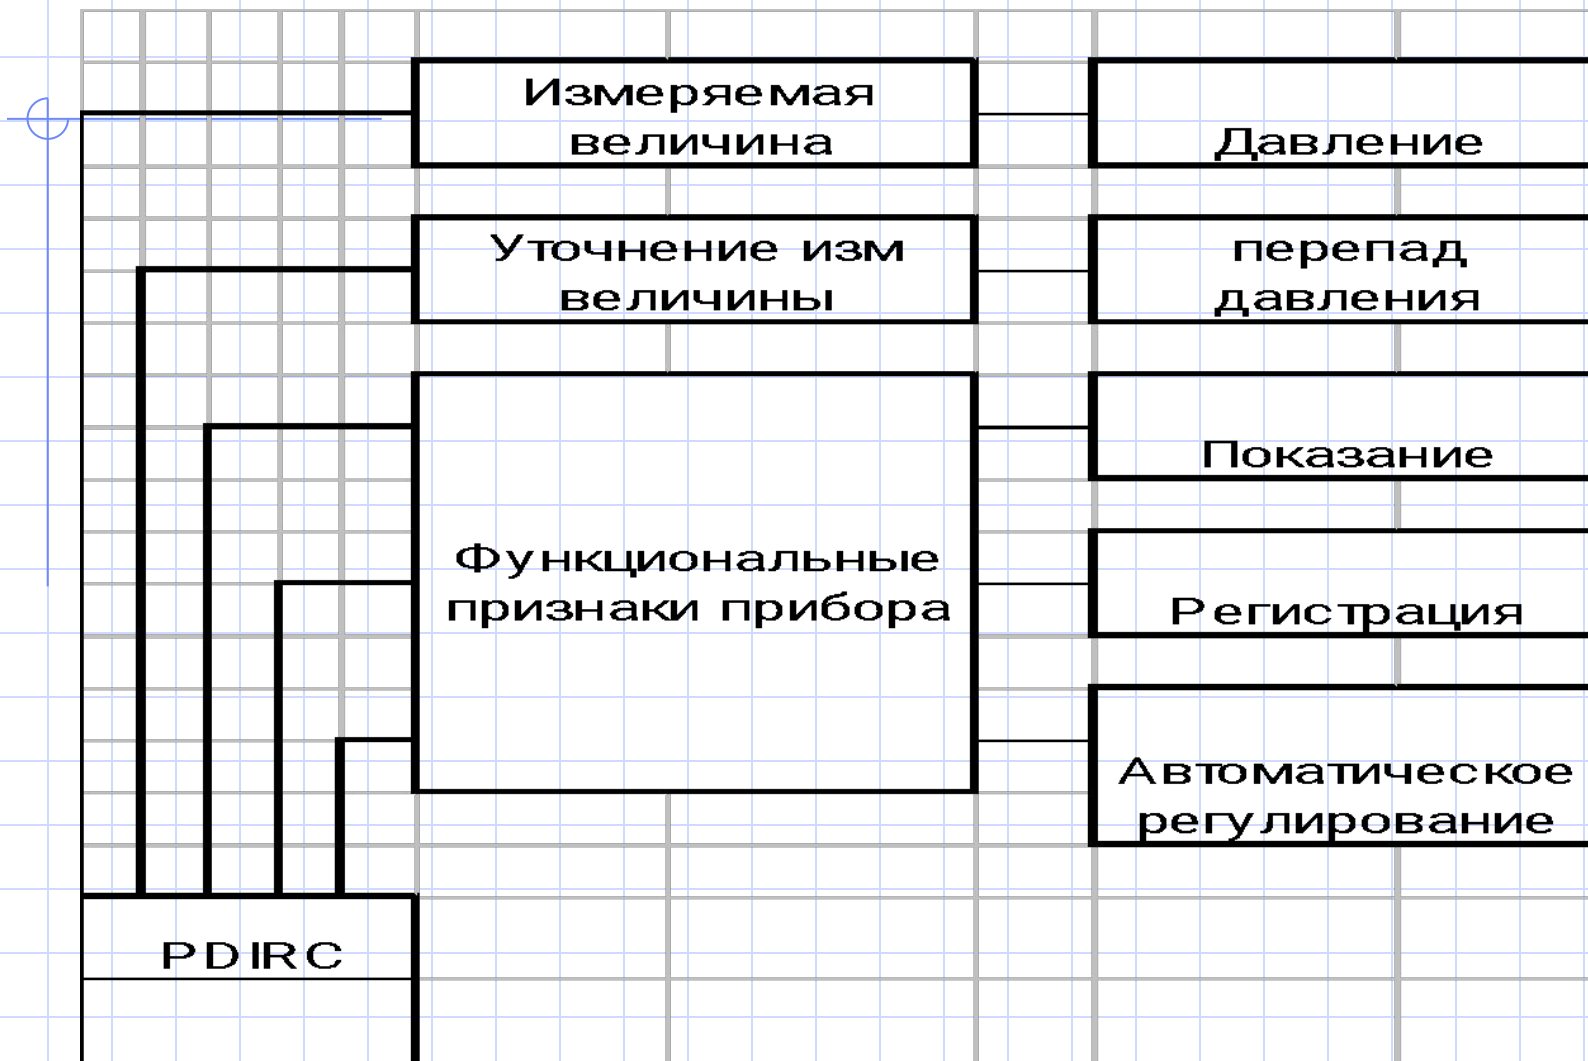 Измеряемая
величина
Давление
Уточнение изм
величины
перепад
давления
Функциональные
признаки прибора
Показание
Регистрация
Автоматическое
регулирование
PDIRC